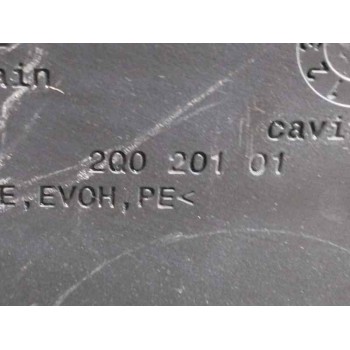 ain
cavi
2Q0 201 01
E,EVOH,PE<